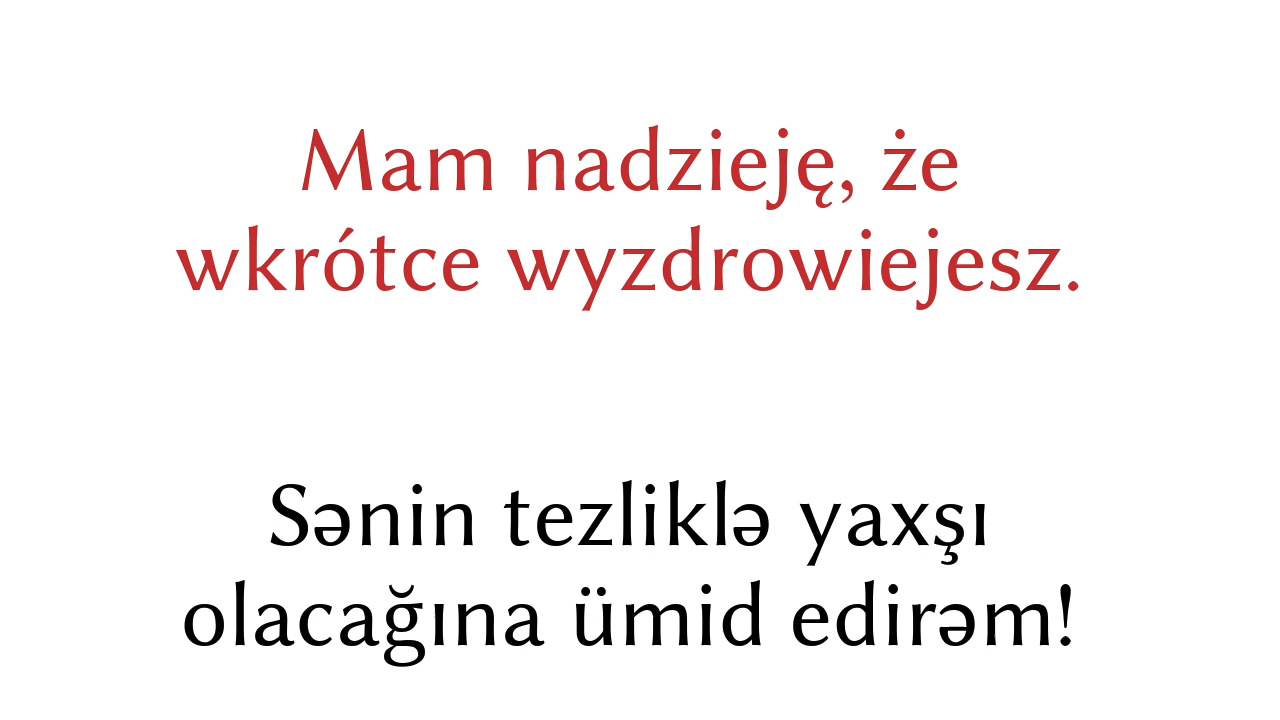 Mam nadzieję, że
wkrótce wyzdrowiejesz.
Sənin tezliklə yaxşı
olacağına ümid edirəm!